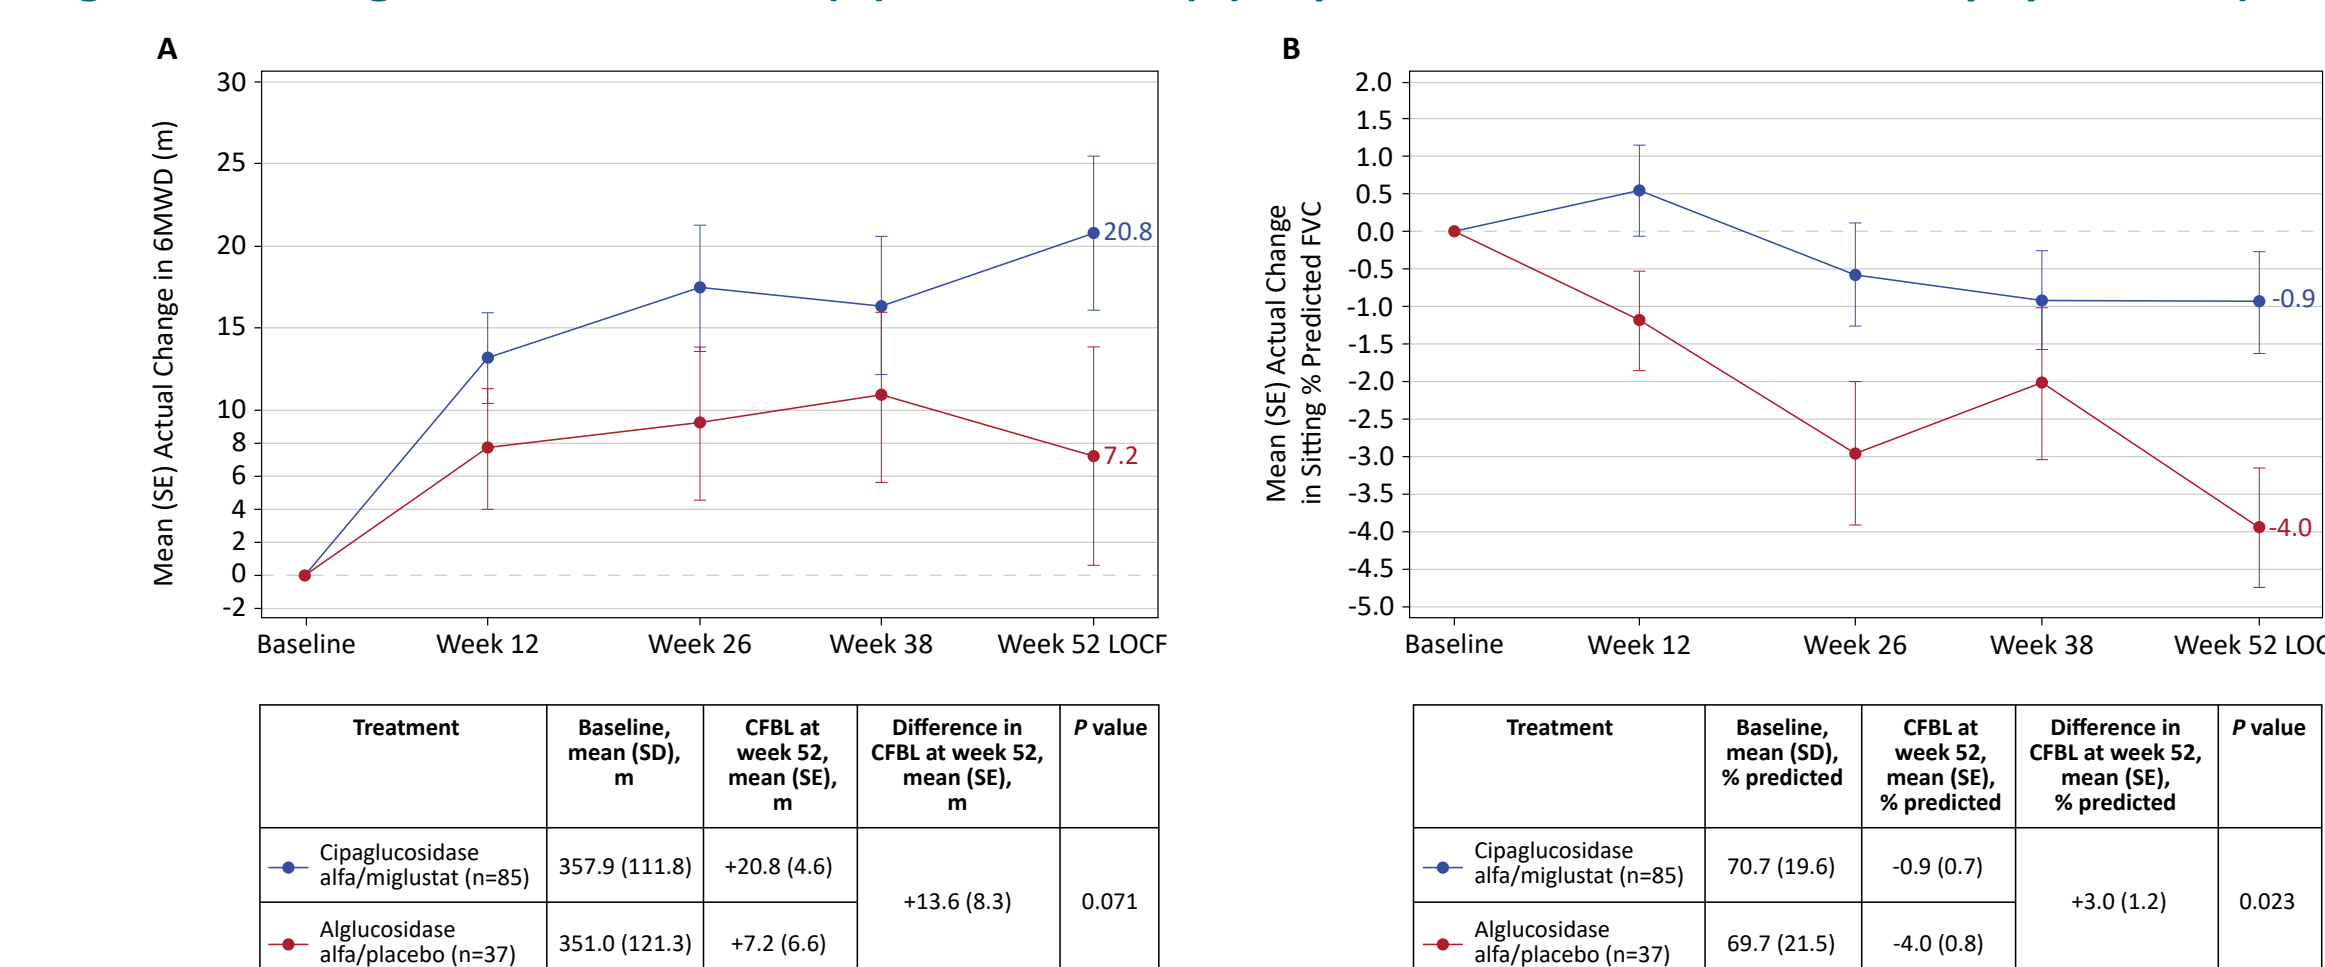 A
30
25
20
15
10
8
6
4
2
0
-2
Mean (SE) Actual Change in 6MWD (m)
20.8
7.2
Baseline
Week 12
Week 26
Week 38
Week 52 LOCF
Treatment
Baseline,
mean (SD),
m
CFBL at
week 52,
mean (SE),
m
Difference in
CFBL at week 52,
mean (SE),
m
P value
Cipaglucosidase
alfa/miglustat (n=85)
357.9 (111.8)
+20.8 (4.6)
+13.6 (8.3)
0.071
Alglucosidase
alfa/placebo (n=37)
351.0 (121.3)
+7.2 (6.6)
B
2.0
1.5
1.0
0.5
0.0
-0.5
-1.0
-1.5
-2.0
-2.5
-3.0
-3.5
-4.0
-4.5
-5.0
Mean (SE) Actual Change
in Sitting % Predicted FVC
-0.9
-4.0
Baseline
Week 12
Week 26
Week 38
Week 52 LOC
Treatment
Baseline,
mean (SD),
% predicted
CFBL at
week 52,
mean (SE),
% predicted
Difference in
CFBL at week 52,
mean (SE),
% predicted
P value
Cipaglucosidase
alfa/miglustat (n=85)
70.7 (19.6)
-0.9 (0.7)
+3.0 (1.2)
0.023
Alglucosidase
alfa/placebo (n=37)
69.7 (21.5)
-4.0 (0.8)